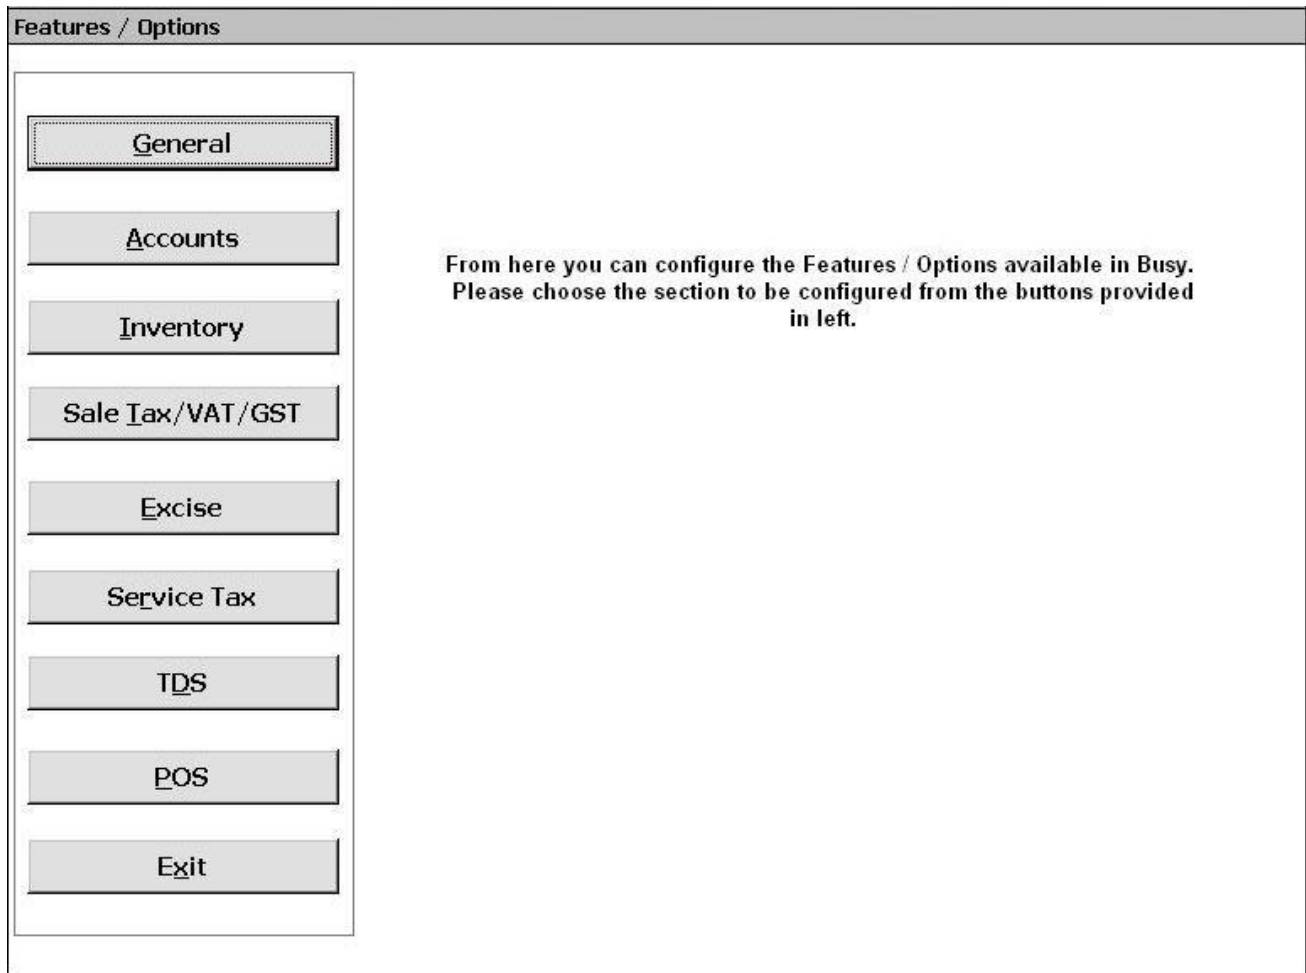 Features / Options
General
Accounts
Inventory
Sale Tax/VAT/GST
Excise
Service Tax
TDS
POS
Exit
From here you can configure the Features / Options available in Busy.
Please choose the section to be configured from the buttons provided
in left.